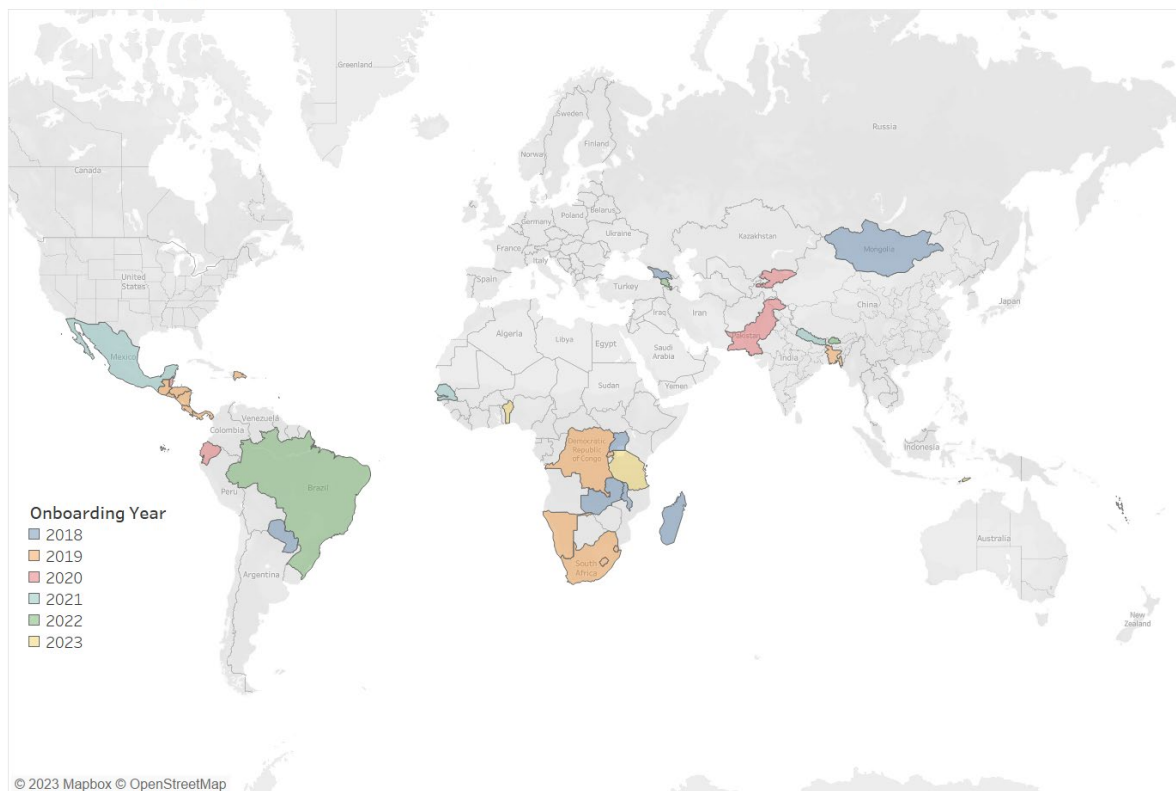 Greenland
Russia
Sweden
Finland
Norway
Canada
Belarus
Germany
Poland
Ukraine
Kazakhstan
Mongolia
France
Italy
United
States
Spain
Turkey
China
Japan
Iraq
Iran
Algeria
Libya
Egypt
Pakistan
Saudi
Arabia
India
Mexico
Sudan
Yemen
Venezuela
Colombia
Democratic
Republic
of Congo
Indonesia
Peru
Brazil
Onboarding Year
2018
2019
2020
2021
2022
2023
Australia
South
Africa
Argentina
New
Zealand
© 2023 Mapbox © OpenStreetMap